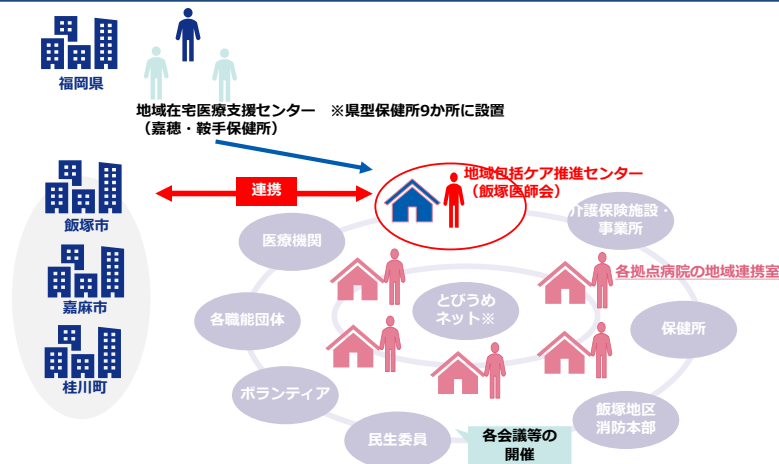 福岡県
地域在宅医療支援センター　※県型保健所9か所に設置
（嘉穂・鞍手保健所）
地域包括ケア推進センター
（飯塚医師会）
連携
飯塚市
嘉麻市
桂川町
介護保険施設・
事業所
医療機関
各拠点病院の地域連携室
とびうめ
ネット※
各職能団体
保健所
ボランティア
飯塚地区
消防本部
民生委員
各会議等の
開催